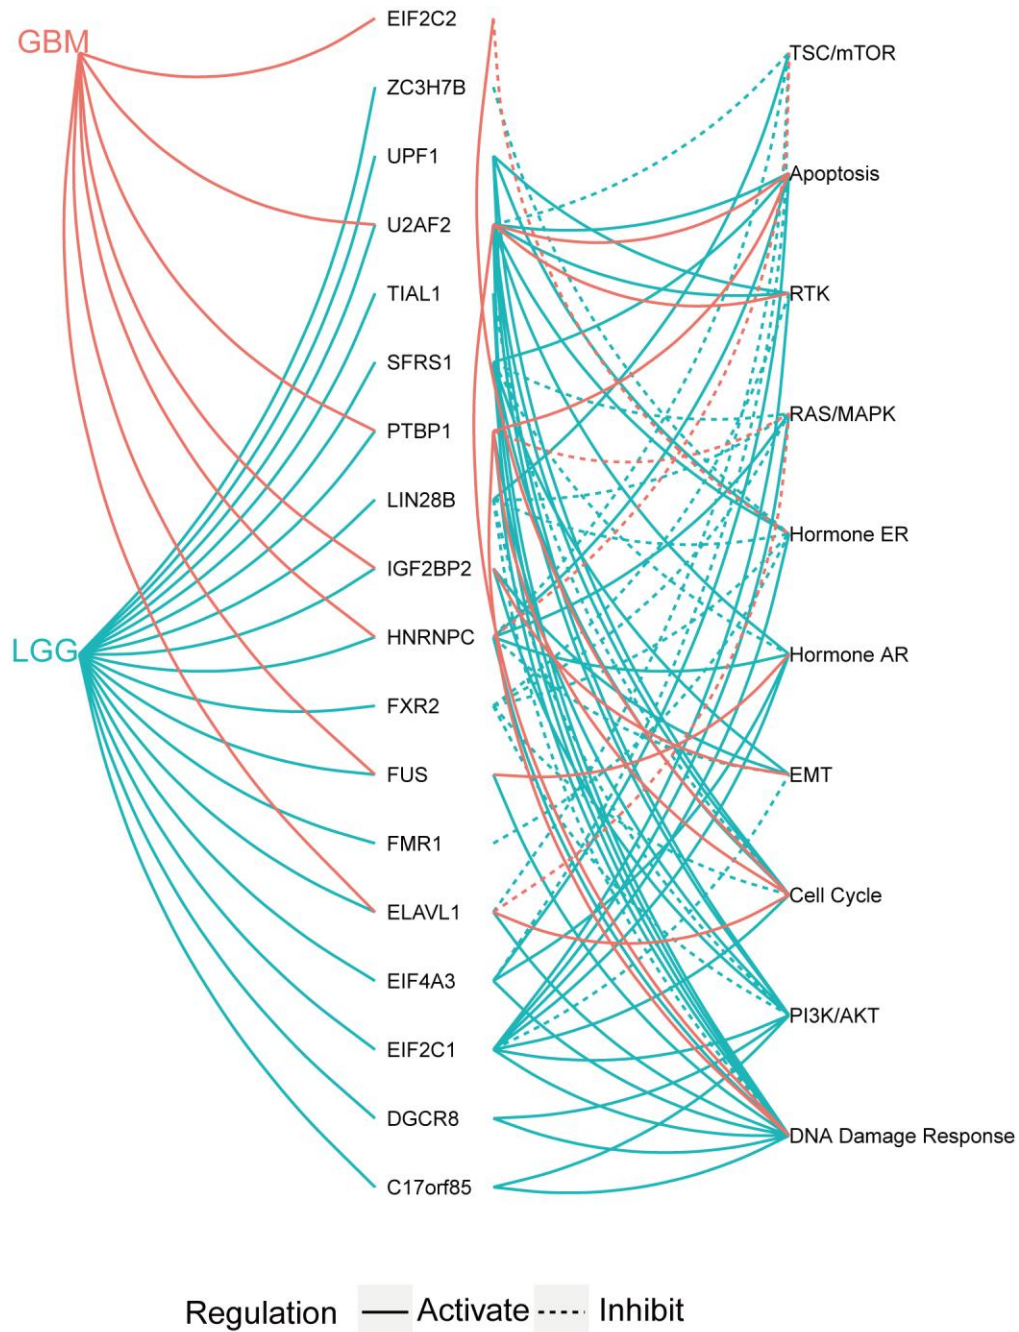 GBM
LGG
EIF2C2
ZC3H7B
UPF1
U2AF2
TIAL1
SFRS1
PTBP1
LIN28B
IGF2BP2
HNRNPC
FXR2
FUS
FMR1
ELAVL1
EIF4A3
EIF2C1
DGCR8
C17orf85
TSC/mTOR
Apoptosis
RTK
RAS/MAPK
Hormone ER
Hormone AR
EMT
Cell Cycle
PI3K/AKT
DNA Damage Response
Regulation Activate Inhibit